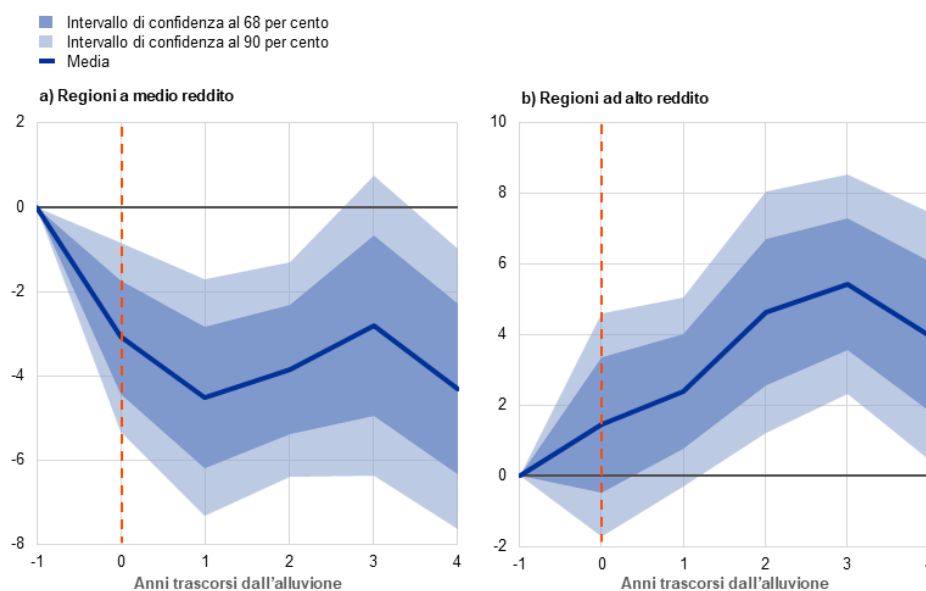 Intervallo di confidenza al 68 per cento
Intervallo di confidenza al 90 per cento
Media
a) Regioni a medio reddito
2
0
-2
-4
-6
-8
-1 0 1 2 3 4
Anni trascorsi dall'alluvione
b) Regioni ad alto reddito
10
8
6
4
2
0
-2
-1 0 1 2 3 4
Anni trascorsi dall'alluvione